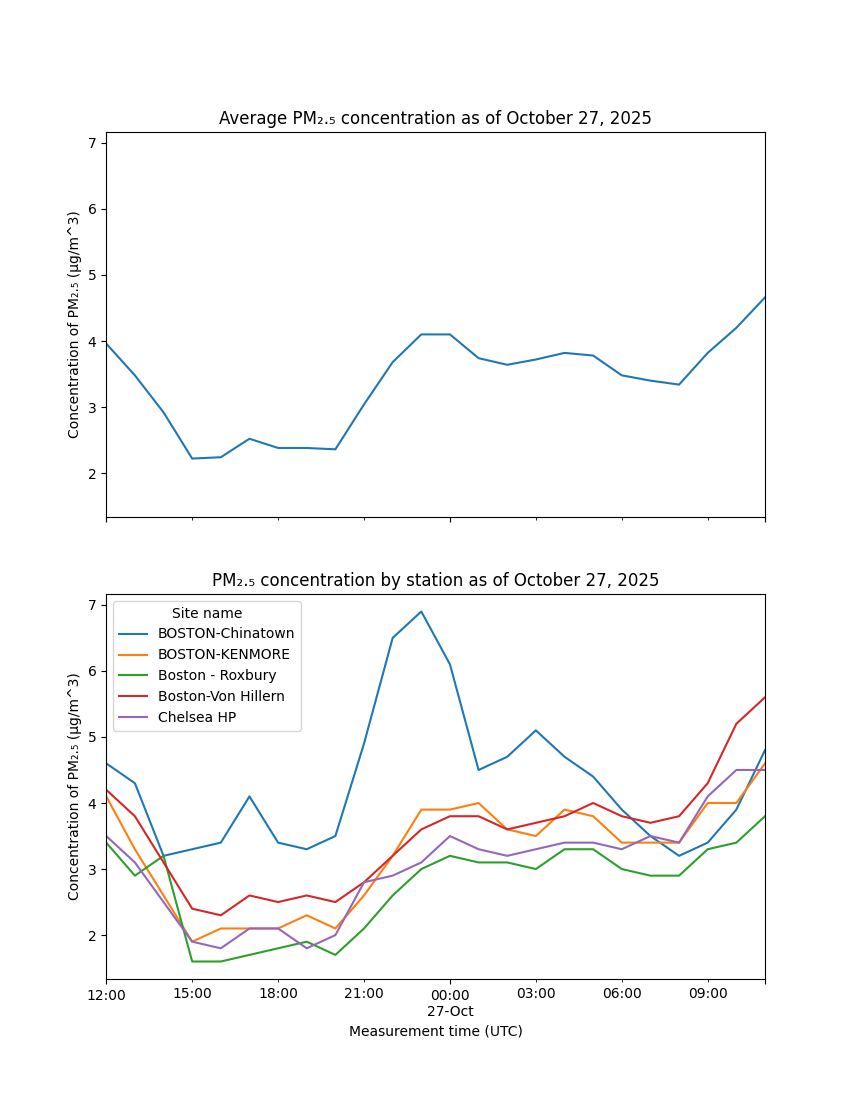 Average PM₂.₅ concentration as of October 27, 2025
7
6
5
4
3
2
Concentration of PM₂.₅ (µg/m^3)
PM₂.₅ concentration by station as of October 27, 2025
7
6
5
4
3
2
Concentration of PM₂.₅ (µg/m^3)
Site name
BOSTON-Chinatown
BOSTON-KENMORE
Boston - Roxbury
Boston-Von Hillern
Chelsea HP
12:00 15:00 18:00 21:00 00:00 03:00 06:00 09:00
27-Oct
Measurement time (UTC)